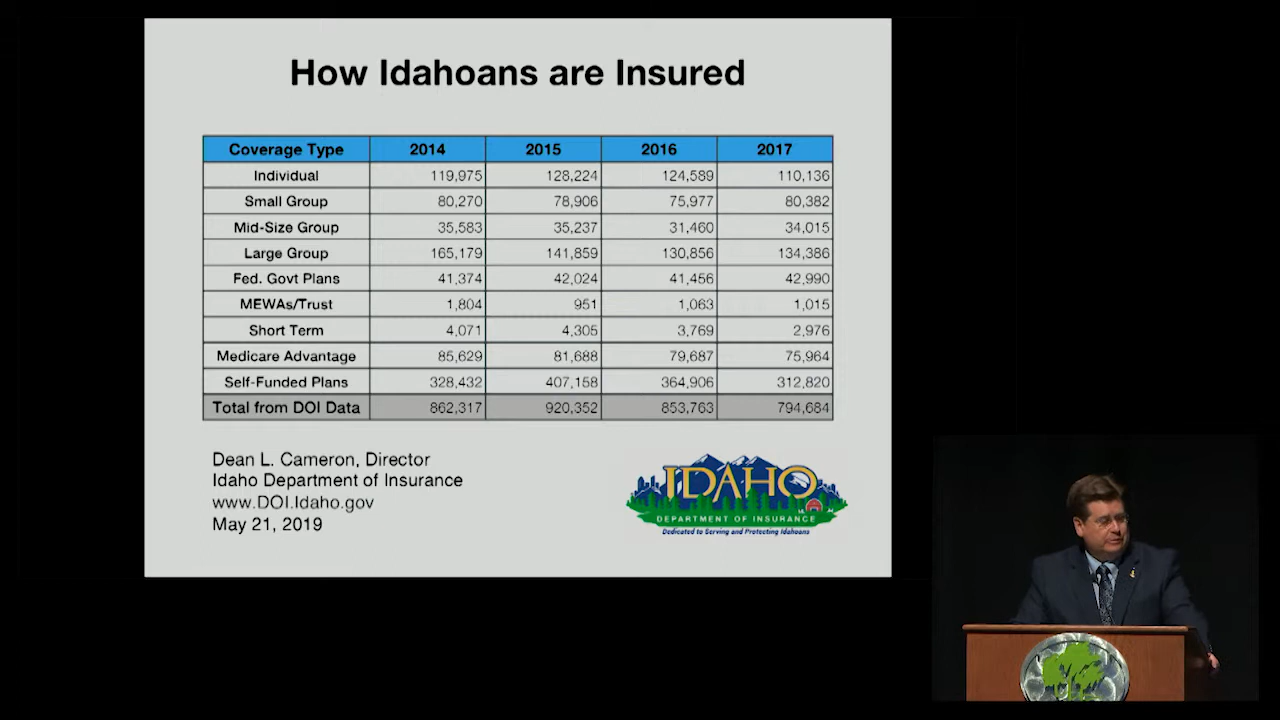 How Idahoans are Insured
Coverage Type 2014 2015 2016 2017
Individual 119,975 128,224 124,589 110,136
Small Group 80,270 78,906 75,977 80,382
Mid-Size Group 35,583 35,237 31,460 34,015
Large Group 165,179 141,859 130,856 134,386
Fed. Govt Plans 41,374 42,024 41,456 42,990
MEWAs/Trust 1,804 951 1,063 1,015
Short Term 4,071 4,305 3,769 2,976
Medicare Advantage 85,629 81,688 79,687 75,964
Self-Funded Plans 328,432 407,158 364,906 312,820
Total from DOI Data 862,317 920,352 853,763 794,684
Dean L. Cameron, Director
Idaho Department of Insurance
www.DOI.Idaho.gov
May 21, 2019
IDAHO
DEPARTMENT OF INSURANCE
Dedicated to Serving and Protecting Idahoans